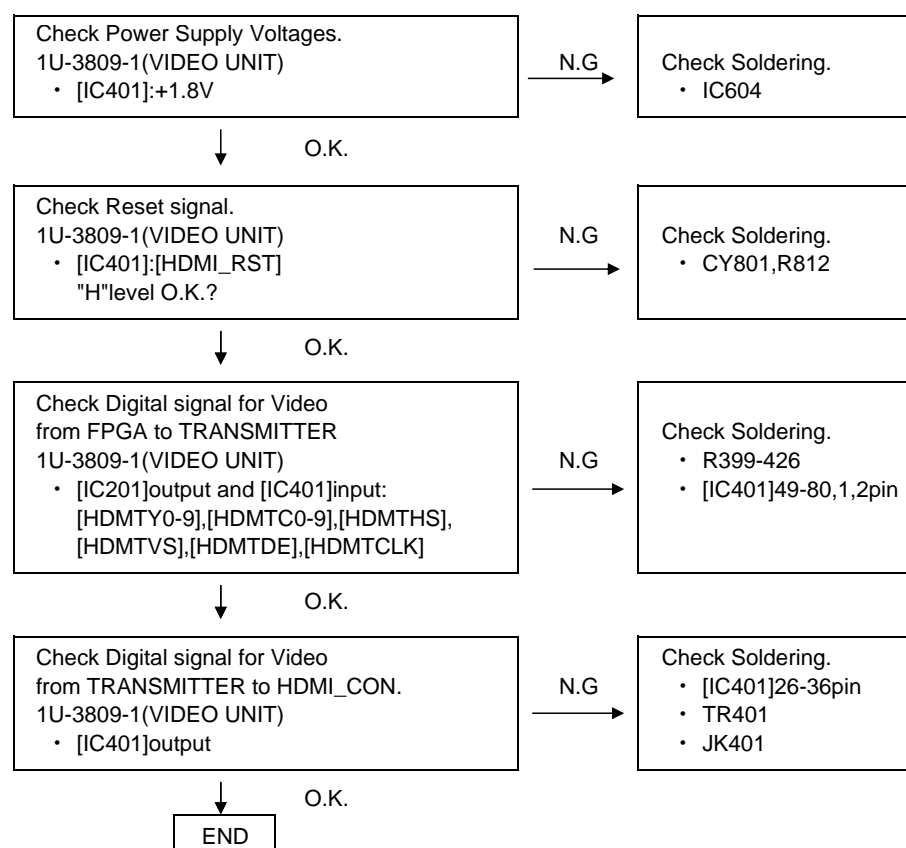 Check Power Supply Voltages.
1U-3809-1(VIDEO UNIT)
・ [IC401]:+1.8V
N.G
Check Soldering.
・ IC604
O.K.
Check Reset signal.
1U-3809-1(VIDEO UNIT)
・ [IC401]:[HDMI_RST]
"H"level O.K.?
N.G
Check Soldering.
・ CY801,R812
O.K.
Check Digital signal for Video
from FPGA to TRANSMITTER
1U-3809-1(VIDEO UNIT)
・ [IC201]output and [IC401]input:
[HDMTY0-9],[HDMTC0-9],[HDMTHS],
[HDMTVS],[HDMTDE],[HDMTCLK]
N.G
Check Soldering.
・ R399-426
・ [IC401]49-80,1,2pin
O.K.
Check Digital signal for Video
from TRANSMITTER to HDMI_CON.
1U-3809-1(VIDEO UNIT)
・ [IC401]output
N.G
Check Soldering.
・ [IC401]26-36pin
・ TR401
・ JK401
O.K.
END